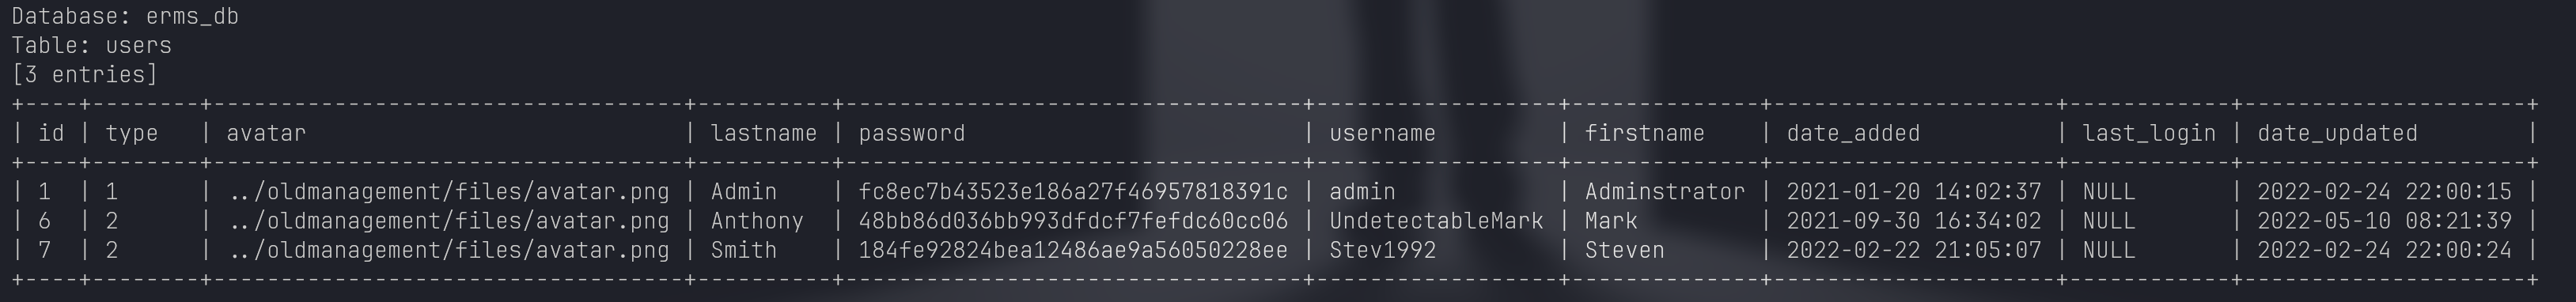 Database: erms_db
Table: users
[3 entries]
+----+--------+-----------------------------------+----------+----------------------------------+------------------+--------------+---------------------+------------+---------------------+
| id | type   | avatar                            | lastname | password                         | username         | firstname    | date_added          | last_login | date_updated        |
+----+--------+-----------------------------------+----------+----------------------------------+------------------+--------------+---------------------+------------+---------------------+
| 1  | 1      | ../oldmanagement/files/avatar.png | Admin    | fc8ec7b43523e186a27f46957818391c | admin            | Adminstrator | 2021-01-20 14:02:37 | NULL       | 2022-02-24 22:00:15 |
| 6  | 2      | ../oldmanagement/files/avatar.png | Anthony  | 48bb86d036bb993dfdcf7fefdc60cc06 | UndetectableMark | Mark         | 2021-09-30 16:34:02 | NULL       | 2022-05-10 08:21:39 |
| 7  | 2      | ../oldmanagement/files/avatar.png | Smith    | 184fe92824bea12486ae9a56050228ee | Stev1992         | Steven       | 2022-02-22 21:05:07 | NULL       | 2022-02-24 22:00:24 |
+----+--------+-----------------------------------+----------+----------------------------------+------------------+--------------+---------------------+------------+---------------------+